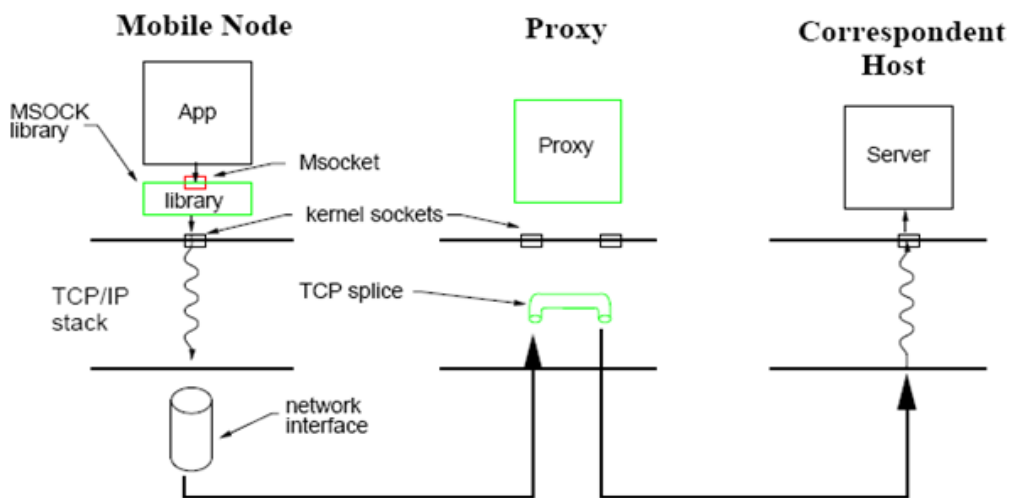 Mobile Node
Proxy
Correspondent
Host
MSOCK
library
App
Msocket
library
kernel sockets
Proxy
Server
TCP/IP
stack
TCP splice
network
interface